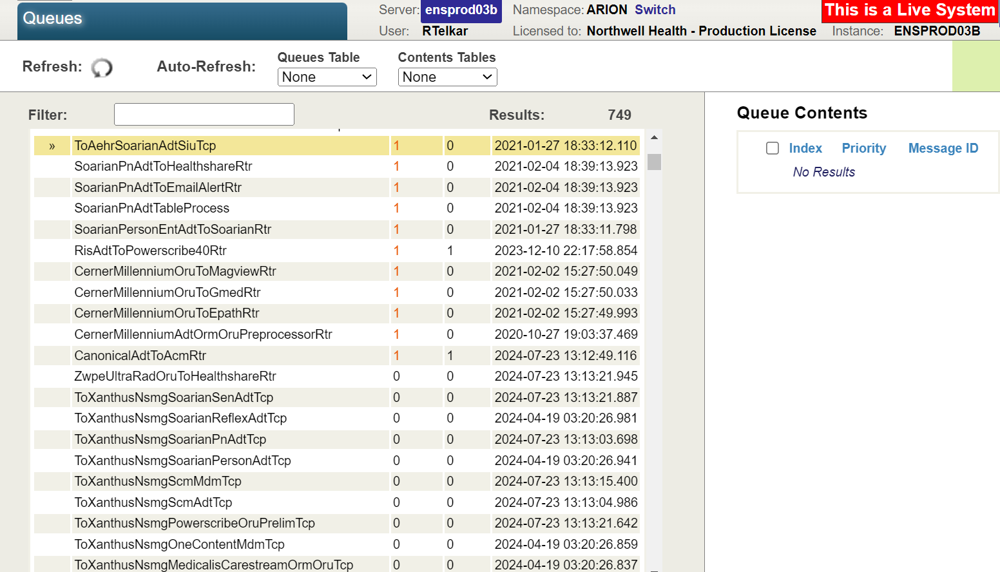 Queues
Server: ensprod03b Namespace: ARION Switch This is a Live System
User: RTelkar Licensed to: Northwell Health - Production License Instance: ENSPROD03B
Refresh: Auto-Refresh: Queues Table Contents Tables
None None
Filter: Results: 749
» ToAehrSoarianAdtSiuTcp 1 0 2021-01-27 18:33:12.110
SoarianPnAdtToHealthshareRtr 1 0 2021-02-04 18:39:13.923
SoarianPnAdtToEmailAlertRtr 1 0 2021-02-04 18:39:13.923
SoarianPnAdtTableProcess 1 0 2021-02-04 18:39:13.923
SoarianPersonEntAdtToSoarianRtr 1 0 2021-01-27 18:33:11.798
RisAdtToPowerscribe40Rtr 1 1 2023-12-10 22:17:58.854
CernerMillenniumOruToMagviewRtr 1 0 2021-02-02 15:27:50.049
CernerMillenniumOruToGmedRtr 1 0 2021-02-02 15:27:50.033
CernerMillenniumOruToEpathRtr 1 0 2021-02-02 15:27:49.993
CernerMillenniumAdtOrmOruPreprocessorRtr 1 0 2020-10-27 19:03:37.469
CanonicalAdtToAcmRtr 1 1 2024-07-23 13:12:49.116
ZwpeUltraRadOruToHealthshareRtr 0 0 2024-07-23 13:13:21.945
ToXanthusNsmgSoarianSenAdtTcp 0 0 2024-07-23 13:13:21.887
ToXanthusNsmgSoarianReflexAdtTcp 0 0 2024-04-19 03:20:26.981
ToXanthusNsmgSoarianPnAdtTcp 0 0 2024-07-23 13:13:03.698
ToXanthusNsmgSoarianPersonAdtTcp 0 0 2024-04-19 03:20:26.941
ToXanthusNsmgScmMdmTcp 0 0 2024-07-23 13:13:15.400
ToXanthusNsmgScmAdtTcp 0 0 2024-07-23 13:13:04.986
ToXanthusNsmgPowerscribeOruPrelimTcp 0 0 2024-07-23 13:13:21.642
ToXanthusNsmgOneContentMdmTcp 0 0 2024-04-19 03:20:26.859
ToXanthusNsmgMedicalisCarestreamOrmOruTcp 0 0 2024-04-19 03:20:26.837
Queue Contents
Index Priority Message ID
No Results